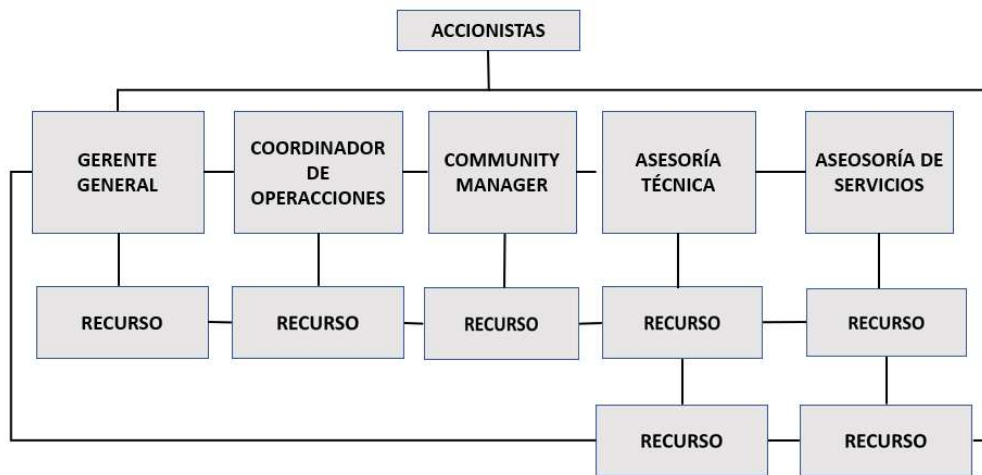 ACCIONISTAS
GERENTE
GENERAL
COORDINADOR
DE
OPERACCIONES
COMMUNITY
MANAGER
ASESORÍA
TÉCNICA
ASEOSORÍA DE
SERVICIOS
RECURSO
RECURSO
RECURSO
RECURSO
RECURSO
RECURSO
RECURSO